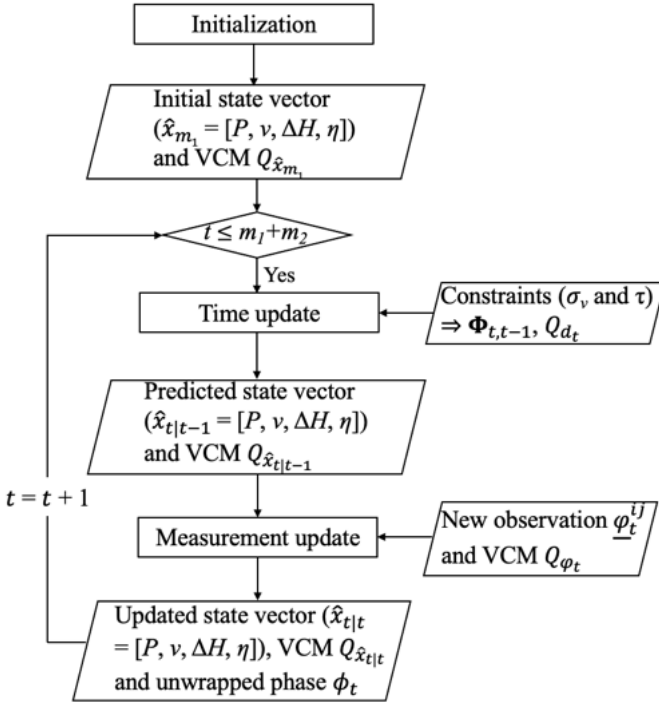 Initialization
Initial state vector
(x̂_{m_1} = [P, v, ΔH, η])
and VCM Q_{x̂_{m_1}}
t ≤ m_1+m_2
Yes
Time update
Constraints (σ_v and τ)
⇒ Φ_{t,t−1}, Q_{d_t}
Predicted state vector
(x̂_{t|t−1} = [P, v, ΔH, η])
and VCM Q_{x̂_{t|t−1}}
t = t + 1
Measurement update
New observation φ̲_t^{ij}
and VCM Q_{φ_t}
Updated state vector (x̂_{t|t}
= [P, v, ΔH, η]), VCM Q_{x̂_{t|t}}
and unwrapped phase ϕ_t